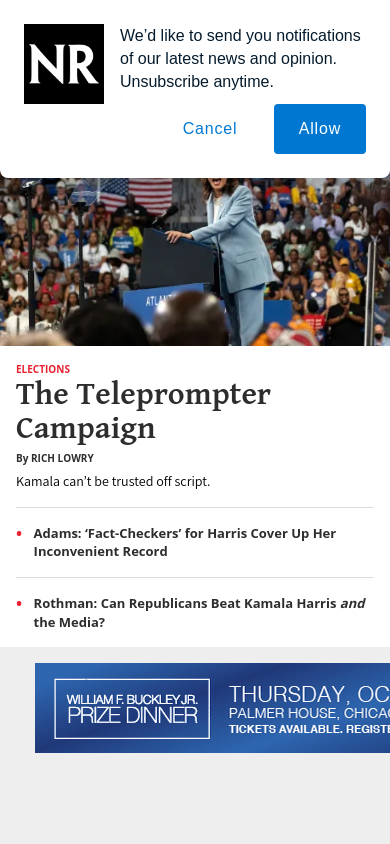 NR
We’d like to send you notifications
of our latest news and opinion.
Unsubscribe anytime.
Cancel
Allow
ATLANT
ELECTIONS
The Teleprompter
Campaign
By RICH LOWRY
Kamala can’t be trusted off script.
• Adams: ‘Fact-Checkers’ for Harris Cover Up Her
Inconvenient Record
• Rothman: Can Republicans Beat Kamala Harris and
the Media?
WILLIAM F. BUCKLEY JR.
PRIZE DINNER
THURSDAY, OC
PALMER HOUSE, CHICA
TICKETS AVAILABLE. REGIST